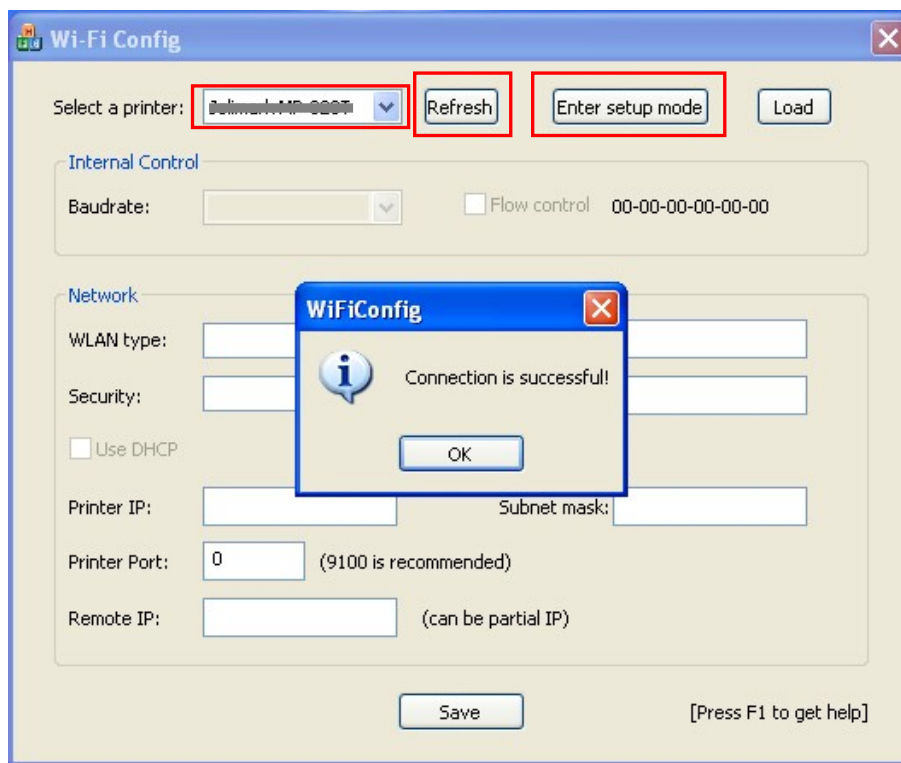 Wi-Fi Config
Select a printer: Refresh Enter setup mode Load
Internal Control
Baudrate: Flow control 00-00-00-00-00-00
Network
WiFiConfig
WLAN type:
Connection is successful!
Security:
Use DHCP
OK
Printer IP: Subnet mask:
Printer Port: 0 (9100 is recommended)
Remote IP: (can be partial IP)
Save [Press F1 to get help]